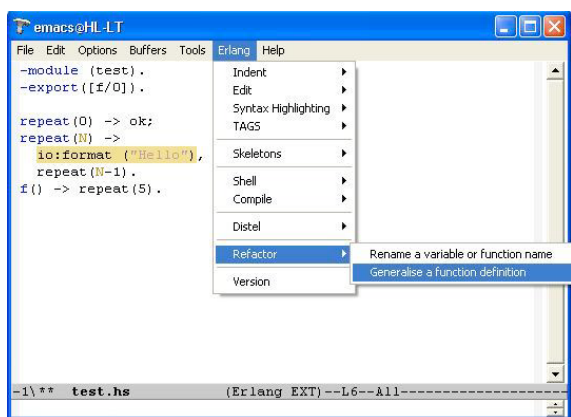 emacs@HL-LT
File Edit Options Buffers Tools Erlang Help
-module (test).
-export([f/0]).
repeat(0) -> ok;
repeat(N) ->
io:format ("Hello"),
repeat(N-1).
f() -> repeat(5).
Indent
Edit
Syntax Highlighting
TAGS
Skeletons
Shell
Compile
Distel
Refactor
Version
Rename a variable or function name
Generalise a function definition
-1\** test.hs (Erlang EXT)--L6--All--------------------